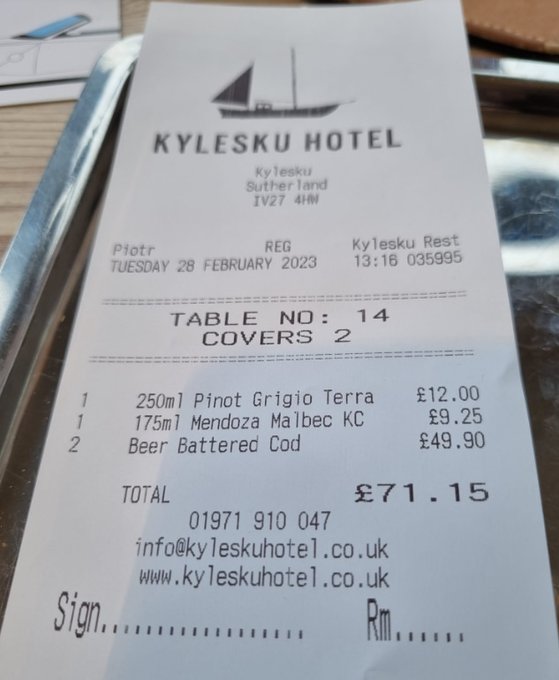 KYLESKU HOTEL
Kylesku
Sutherland
IV27 4HW
Piotr REG Kylesku Rest
TUESDAY 28 FEBRUARY 2023 13:16 035995
TABLE NO: 14
COVERS 2
1 250ml Pinot Grigio Terra £12.00
1 175ml Mendoza Malbec KC £9.25
2 Beer Battered Cod £49.90
TOTAL £71.15
01971 910 047
info@kyleskuhotel.co.uk
www.kyleskuhotel.co.uk
Sign.................. Rm......